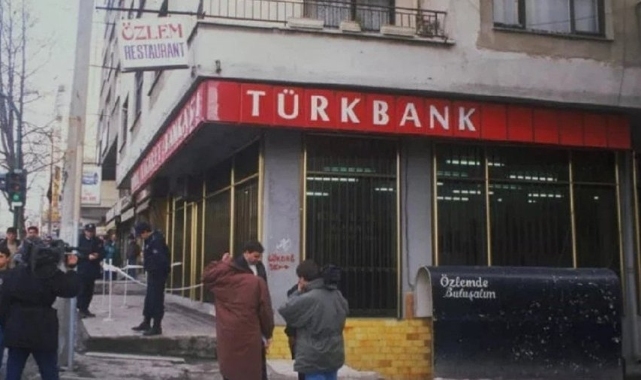 ÖZLEM
RESTAURANT
TÜRKBANK
Özlemde
Buluşalım